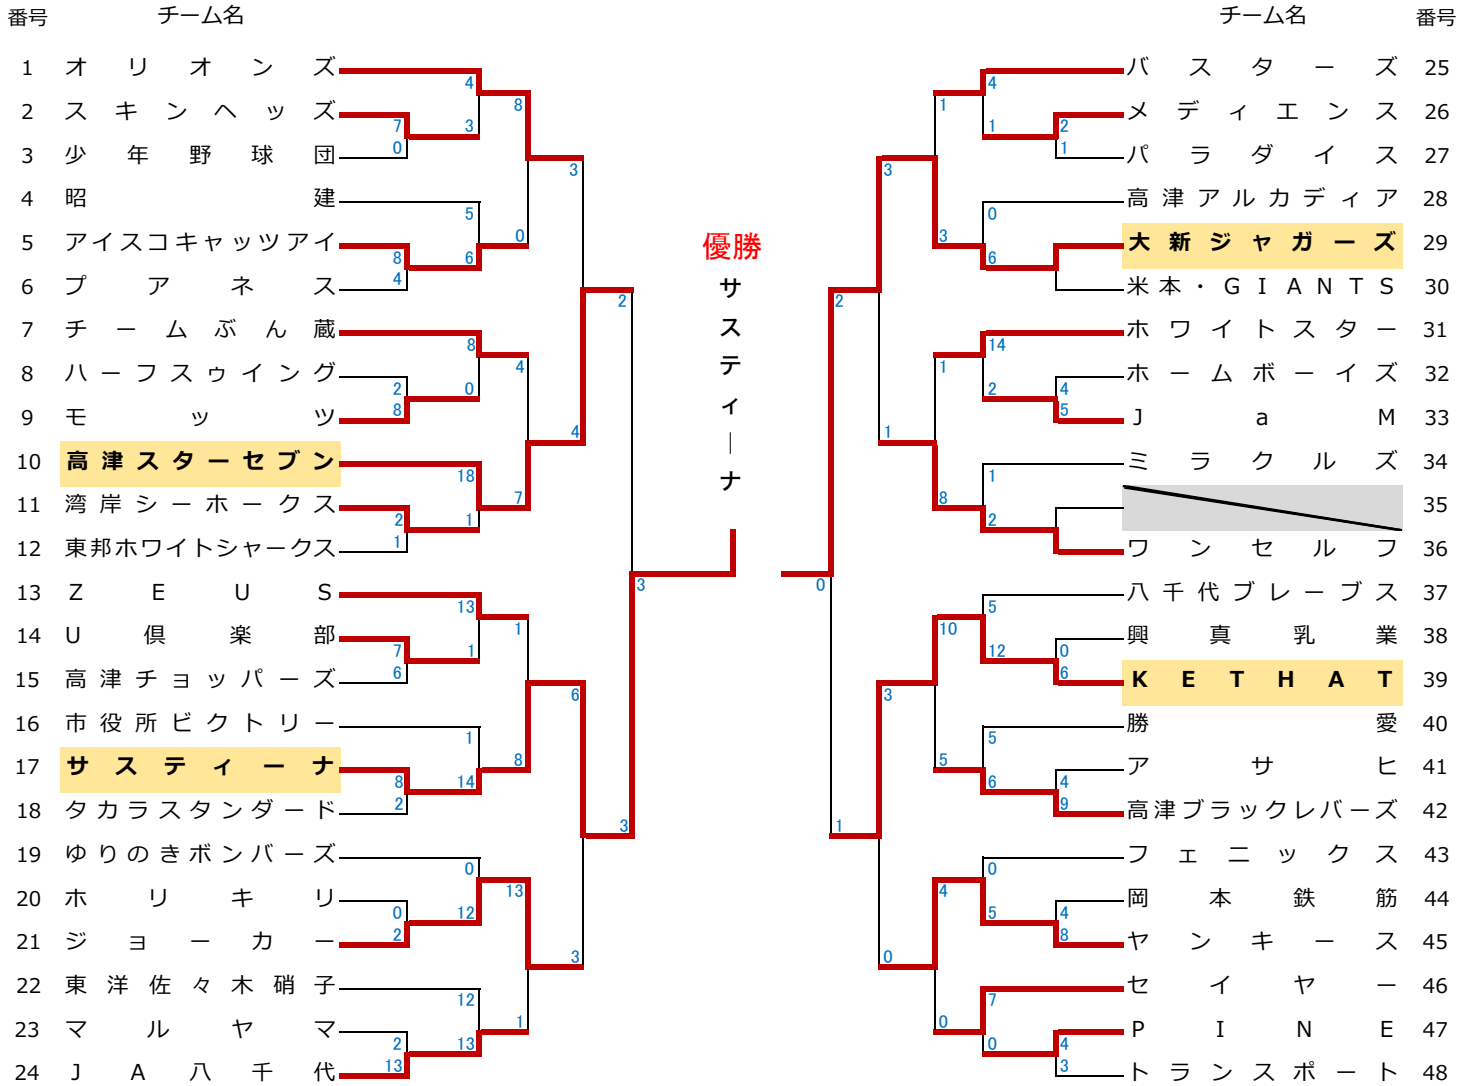 番号 チーム名
1 オリオンズ
2 スキンヘッズ
3 少年野球団
4 昭建
5 アイスコキャッツアイ
6 プアネス
7 チームぶん蔵
8 ハーフスゥイング
9 モッツ
10 高津スターセブン
11 湾岸シーホークス
12 東邦ホワイトシャークス
13 ZEUS
14 U倶楽部
15 高津チョッパーズ
16 市役所ビクトリー
17 サスティーナ
18 タカラスタンダード
19 ゆりのきボンバーズ
20 ホリキリ
21 ジョーカー
22 東洋佐々木硝子
23 マルヤマ
24 JA八千代
4
3
7
0
5
6
8
4
8
0
2
8
18
1
2
1
13
1
7
6
1
14
8
2
0
12
0
2
12
13
2
13
8
0
4
7
1
8
13
1
3
4
6
3
2
3
3
優勝
サスティーナ
0
2
1
3
1
3
0
1
3
1
8
10
5
4
0
4
1
2
1
0
6
14
2
4
5
1
2
5
12
0
6
5
6
4
9
0
5
4
8
7
0
4
3
チーム名 番号
バスターズ 25
メディエンス 26
パラダイス 27
高津アルカディア 28
大新ジャガーズ 29
米本・GIANTS 30
ホワイトスター 31
ホームボーイズ 32
JaM 33
ミラクルズ 34
35
ワンセルフ 36
八千代ブレーブス 37
興真乳業 38
KETHAT 39
勝愛 40
アサヒ 41
高津ブラックレバーズ 42
フェニックス 43
岡本鉄筋 44
ヤンキース 45
セイヤー 46
PINE 47
トランスポート 48